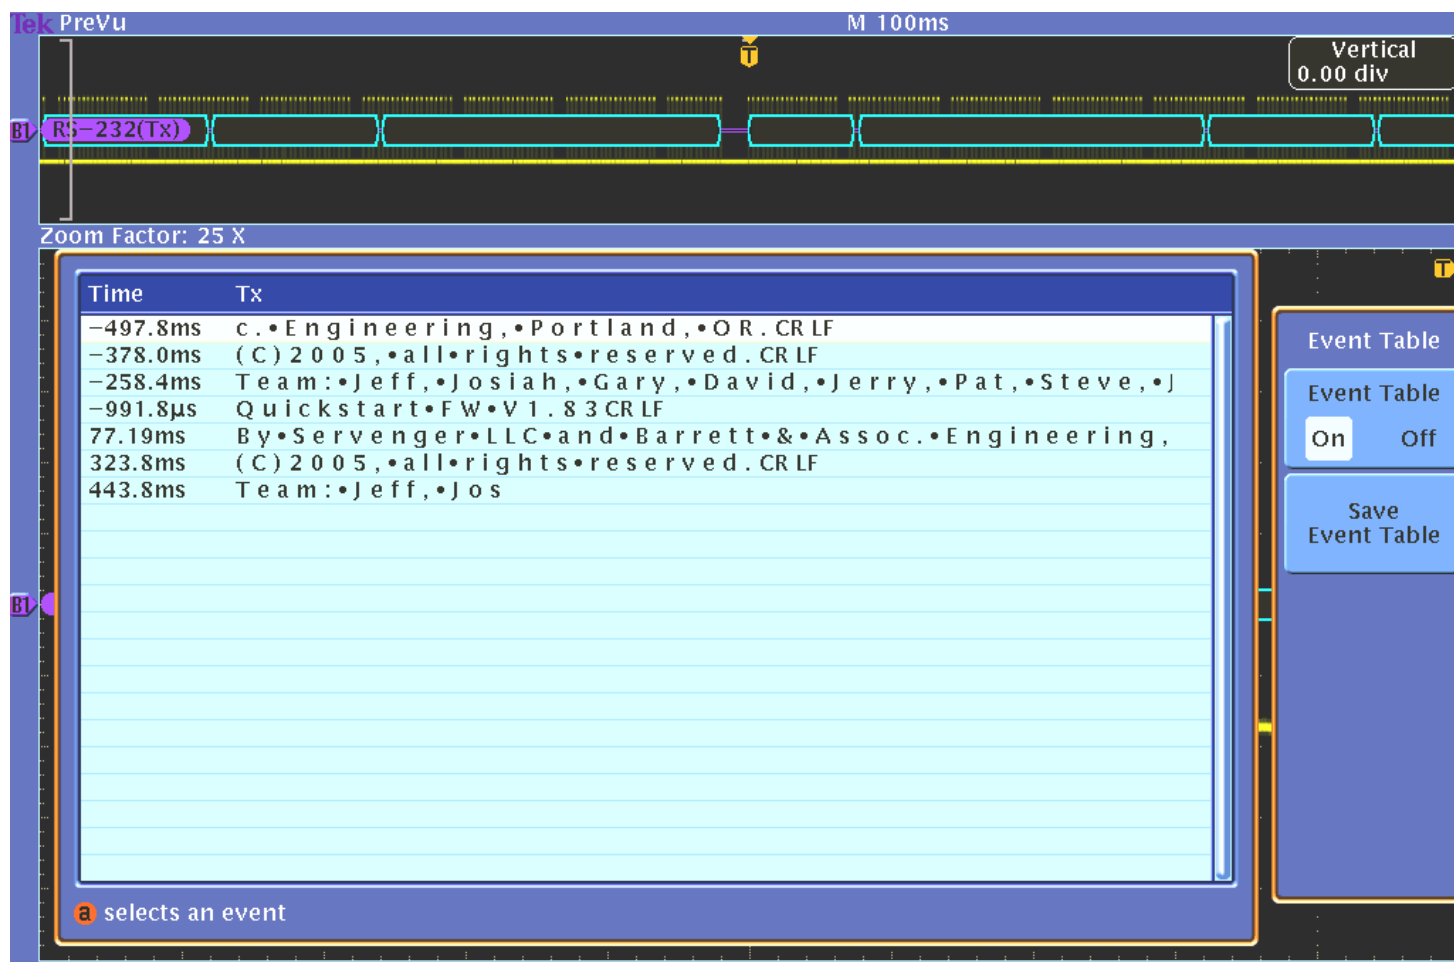 Tek PreVu M 100ms
T
Vertical
0.00 div
B1 RS-232(Tx)
Zoom Factor: 25 X
T
Time Tx
-497.8ms c.•Engineering,•Portland,•OR.CR LF
-378.0ms (C)2005,•all•rights•reserved.CR LF
-258.4ms Team:•Jeff,•Josiah,•Gary,•David,•Jerry,•Pat,•Steve,•J
-991.8µs Quickstart•FW•V1.83CR LF
77.19ms By•Servenger•LLC•and•Barrett•&•Assoc.•Engineering,
323.8ms (C)2005,•all•rights•reserved.CR LF
443.8ms Team:•Jeff,•Jos
Event Table
Event Table
On Off
Save
Event Table
B1
a selects an event